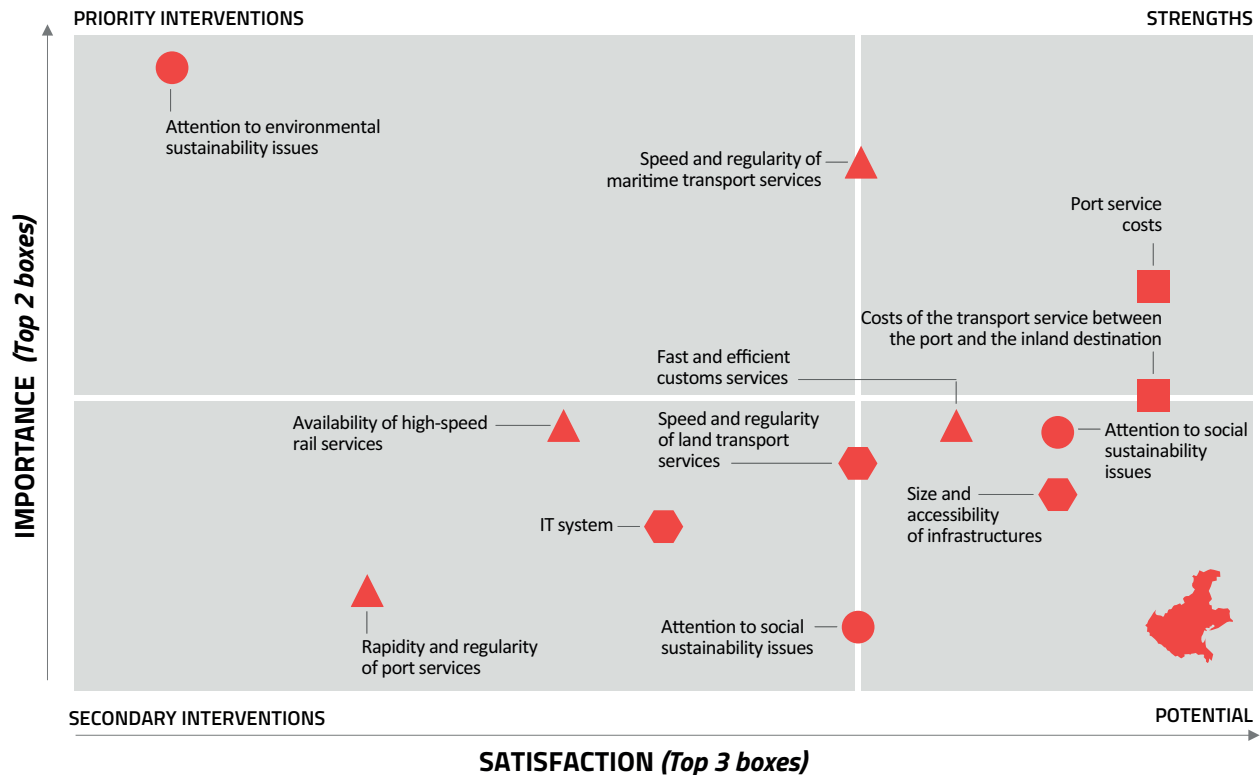 PRIORITY INTERVENTIONS
STRENGTHS
Attention to environmental
sustainability issues
Speed and regularity of
maritime transport services
Port service
costs
Costs of the transport service between
the port and the inland destination
Fast and efficient
customs services
Availability of high-speed
rail services
Speed and regularity
of land transport
services
Attention to social
sustainability issues
IT system
Size and
accessibility
of infrastructures
Rapidity and regularity
of port services
Attention to social
sustainability issues
IMPORTANCE (Top 2 boxes)
SECONDARY INTERVENTIONS
POTENTIAL
SATISFACTION (Top 3 boxes)